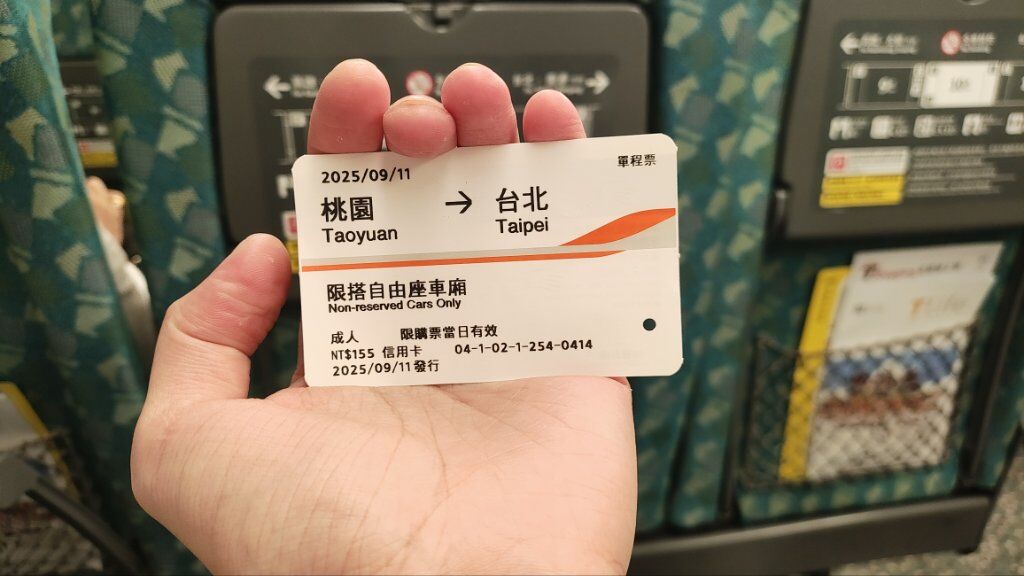 2025/09/11
單程票
桃園 → 台北
Taoyuan Taipei
限搭自由座車廂
Non-reserved Cars Only
成人 限購票當日有效
NT$155 信用卡 04-1-02-1-254-0414
2025/09/11發行